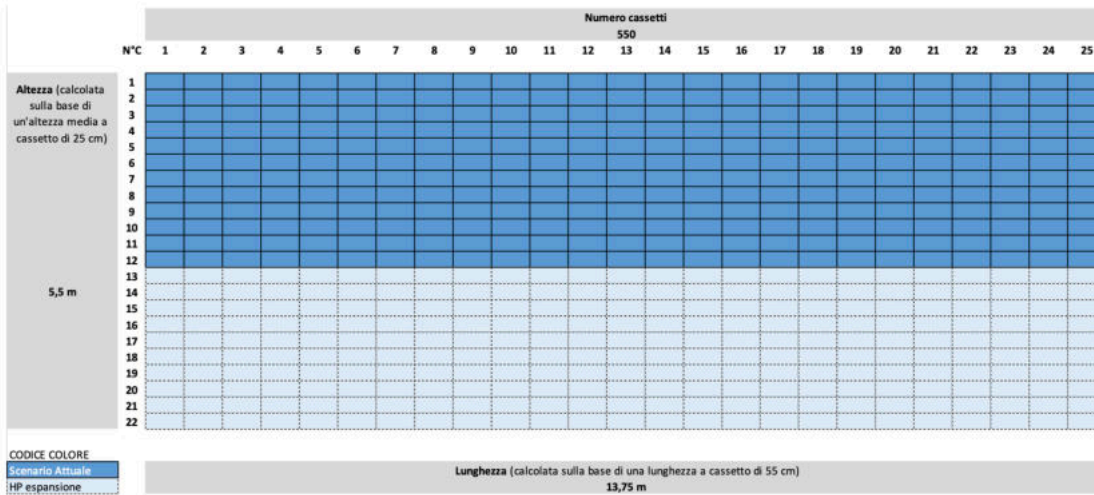 Numero cassetti
550
N°C 1 2 3 4 5 6 7 8 9 10 11 12 13 14 15 16 17 18 19 20 21 22 23 24 25
Altezza (calcolata
sulla base di
un'altezza media a
cassetto di 25 cm)
5,5 m
1
2
3
4
5
6
7
8
9
10
11
12
13
14
15
16
17
18
19
20
21
22
CODICE COLORE
Scenario Attuale
HP espansione
Lunghezza (calcolata sulla base di una lunghezza a cassetto di 55 cm)
13,75 m